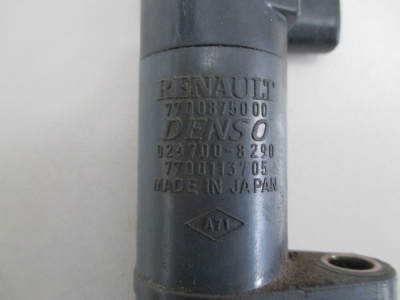 RENAULT
7700875000
DENSO
029700-8290
7700113705
MADE IN JAPAN
A71